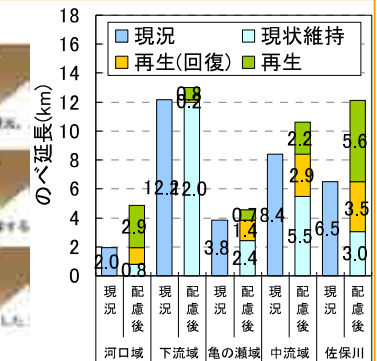 18
16
14
12
10
8
6
4
2
0
のべ延長(km)
現況 現状維持
再生(回復) 再生
2.0 0.8 2.9
12.2 12.0 0.2 0.8
3.8 2.4 1.4 0.7
8.4 5.5 2.9 2.2
6.5 3.0 3.5 5.6
現況 配慮後 現況 配慮後 現況 配慮後 現況 配慮後 現況 配慮後
河口域 下流域 亀の瀬域 中流域 佐保川